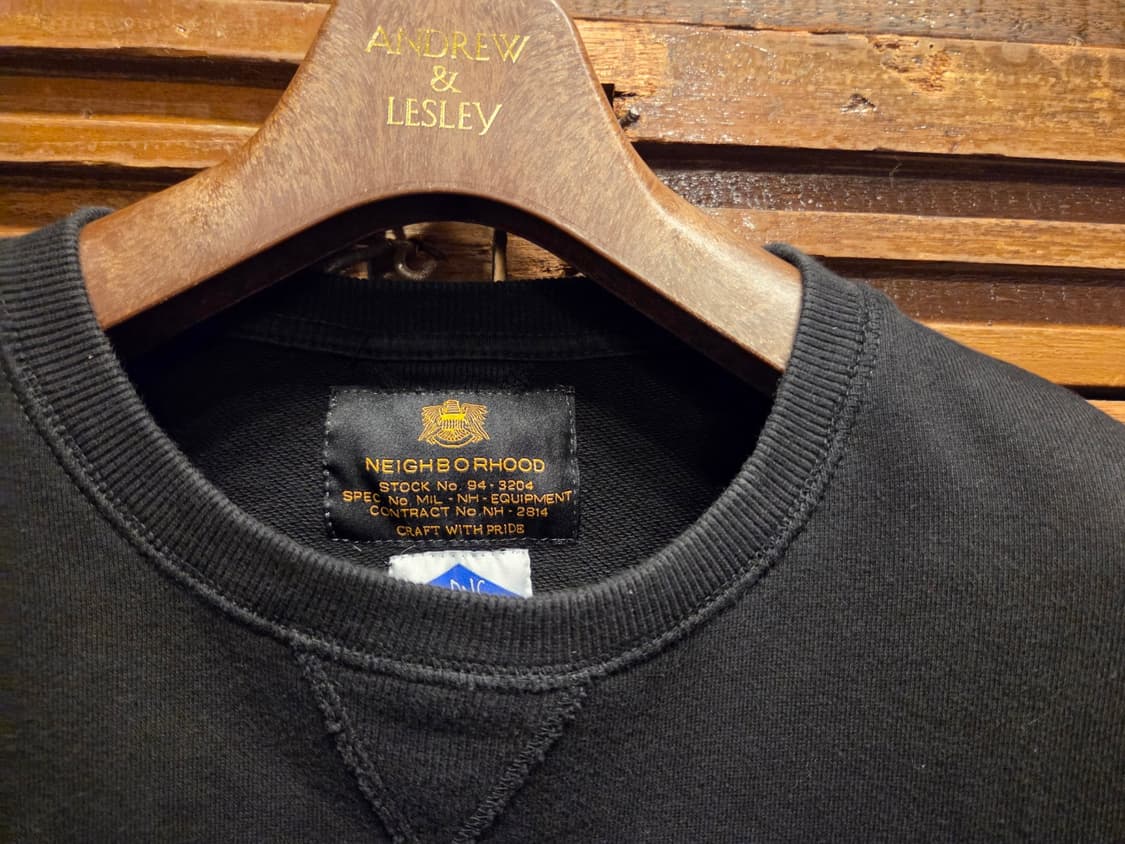 ANDREW
&
LESLEY
NEIGHBORHOOD
STOCK No. 94-3204
SPEC No. MIL-NH-EQUIPMENT
CONTRACT No. NH-2814
CRAFT WITH PRIDE